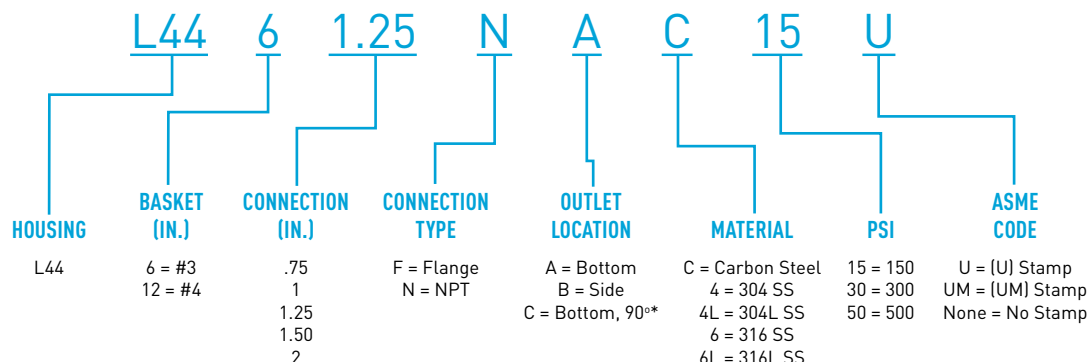 L44 6 1.25 N A C 15 U
HOUSING
L44
BASKET
(IN.)
6 = #3
12 = #4
CONNECTION
(IN.)
.75
1
1.25
1.50
2
CONNECTION
TYPE
F = Flange
N = NPT
OUTLET
LOCATION
A = Bottom
B = Side
C = Bottom, 90º*
MATERIAL
C = Carbon Steel
4 = 304 SS
4L = 304L SS
6 = 316 SS
6L = 316L SS
PSI
15 = 150
30 = 300
50 = 500
ASME
CODE
U = (U) Stamp
UM = (UM) Stamp
None = No Stamp